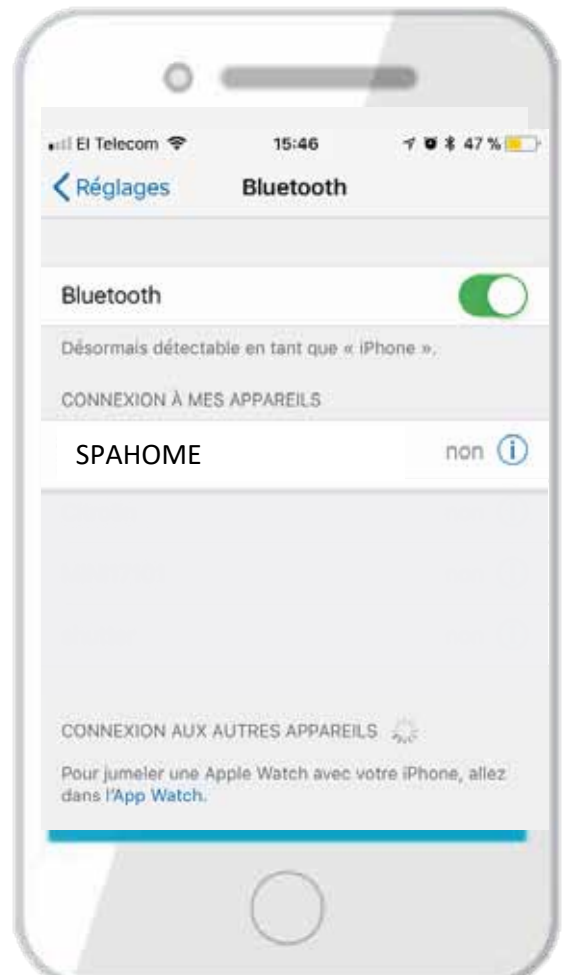 El Telecom 15:46 47 %
Réglages Bluetooth
Bluetooth
Désormais détectable en tant que « iPhone ».
CONNEXION À MES APPAREILS
SPAHOME non
CONNEXION AUX AUTRES APPAREILS
Pour jumeler une Apple Watch avec votre iPhone, allez
dans l'App Watch.